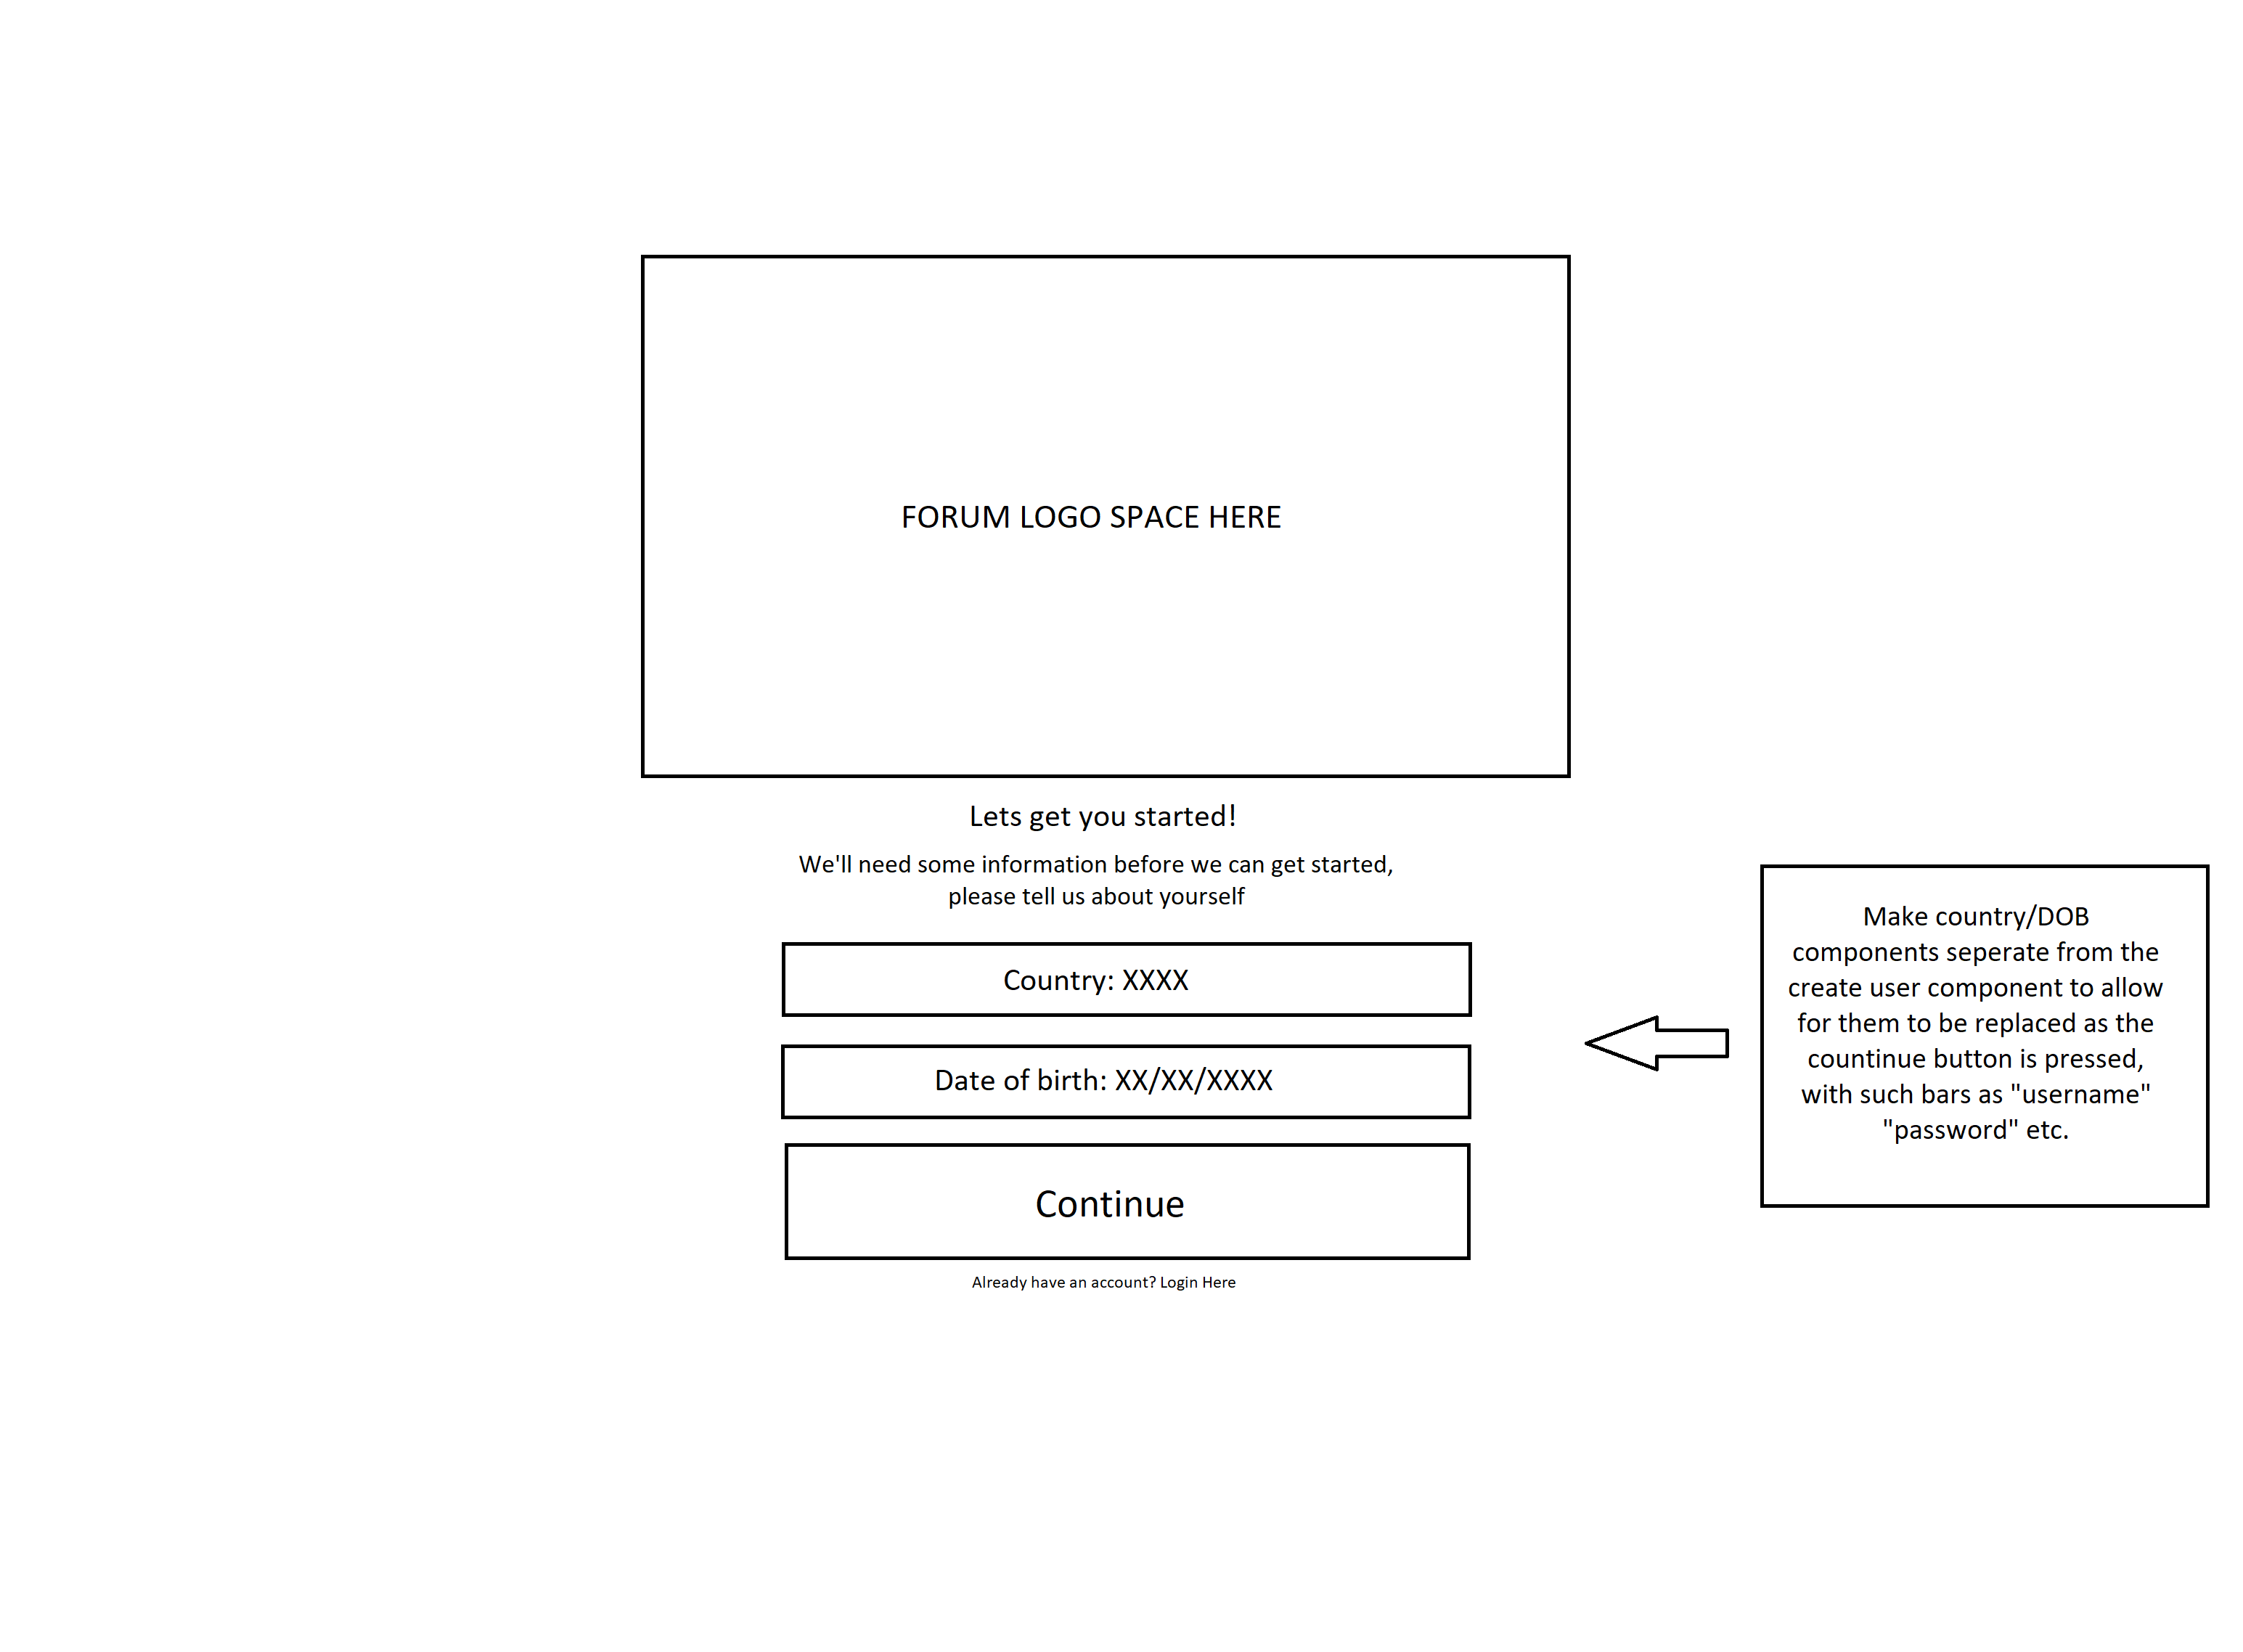 FORUM LOGO SPACE HERE
Lets get you started!
We'll need some information before we can get started,
please tell us about yourself
Country: XXXX
Date of birth: XX/XX/XXXX
Continue
Already have an account? Login Here
Make country/DOB
components seperate from the
create user component to allow
for them to be replaced as the
countinue button is pressed,
with such bars as "username"
"password" etc.